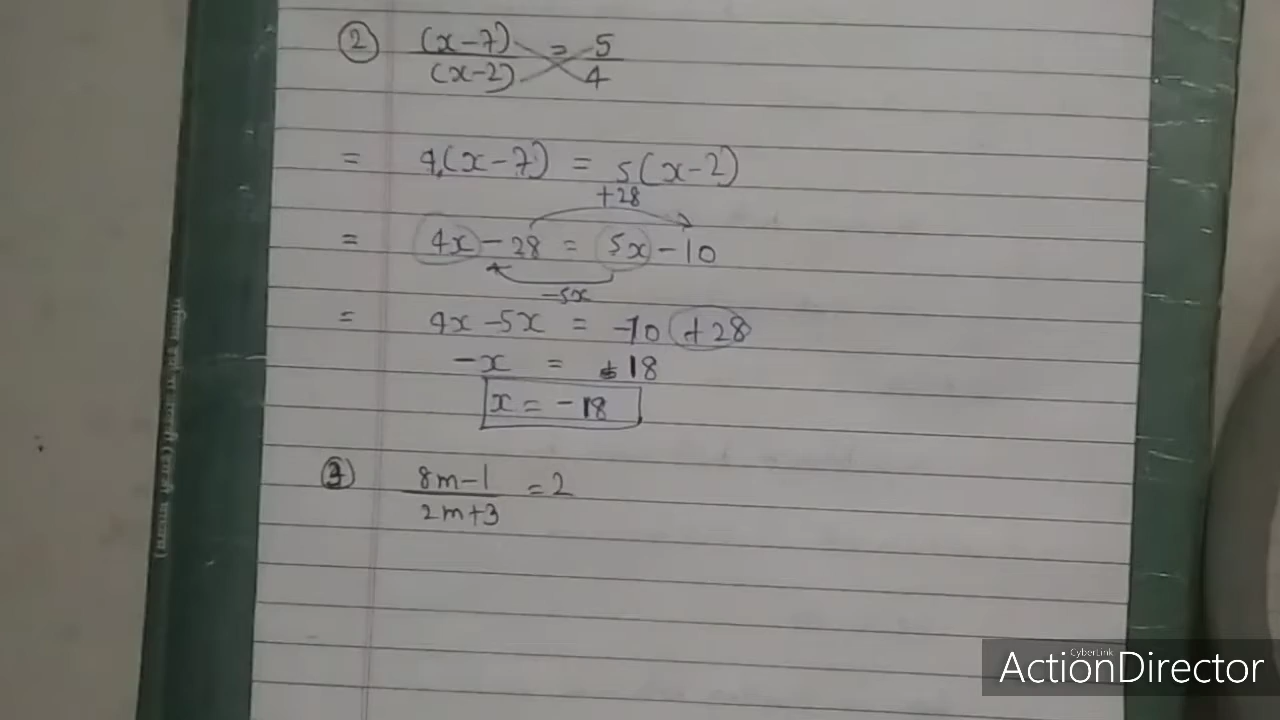 ② (x-7)/(x-2) = 5/4
= 4(x-7) = 5(x-2)
+28
= 4x-28 = 5x-10
-5x
= 4x-5x = -10+28
-x = +18
x = -18
③ 8m-1/2m+3 = 2
CyberLink
ActionDirector